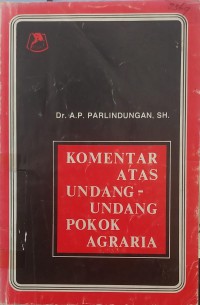 Dr. A.P. PARLINDUNGAN, SH.
KOMENTAR
ATAS
UNDANG-
UNDANG
POKOK
AGRARIA